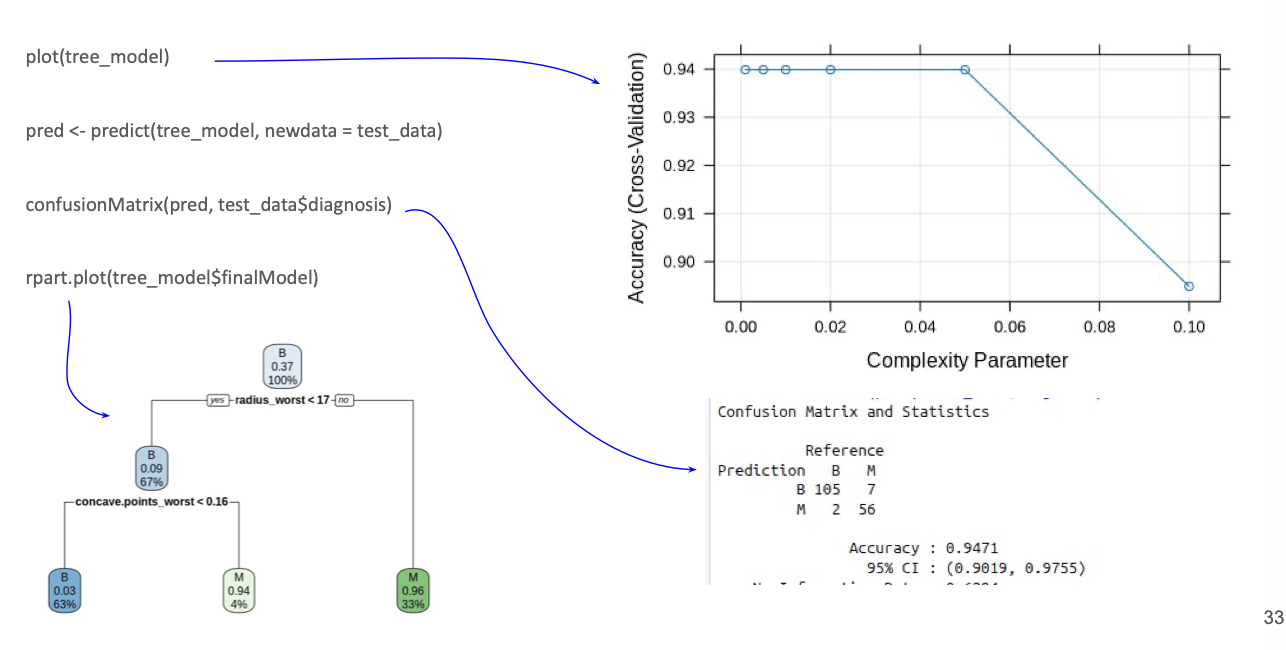 plot(tree_model)
pred <- predict(tree_model, newdata = test_data)
confusionMatrix(pred, test_data$diagnosis)
rpart.plot(tree_model$finalModel)
B
0.37
100%
yes radius_worst < 17 no
B
0.09
67%
concave.points_worst < 0.16
B
0.03
63%
M
0.94
4%
M
0.96
33%
Accuracy (Cross-Validation)
0.94
0.93
0.92
0.91
0.90
0.00 0.02 0.04 0.06 0.08 0.10
Complexity Parameter
Confusion Matrix and Statistics
Reference
Prediction B M
B 105 7
M 2 56
Accuracy : 0.9471
95% CI : (0.9019, 0.9755)
33